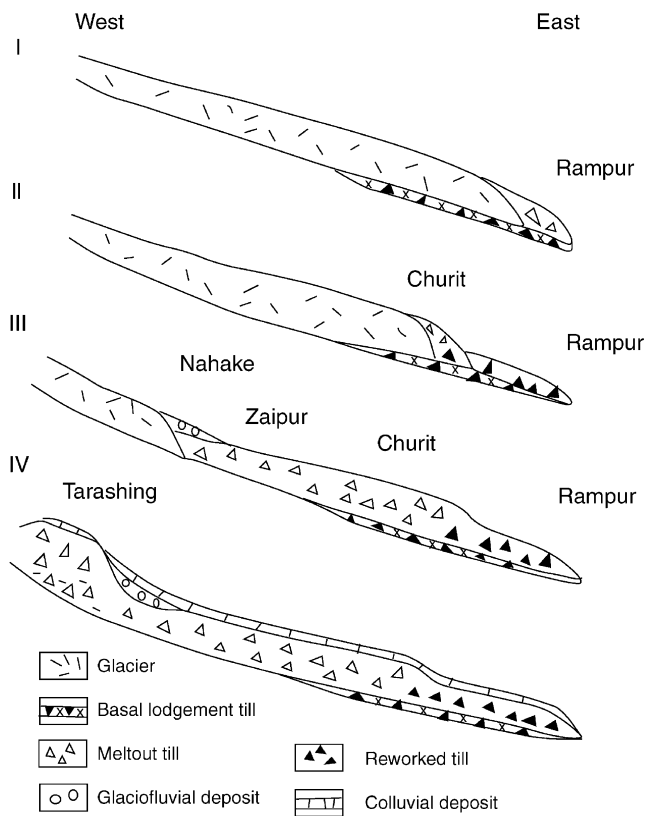 West East
I
Rampur
II
Churit
Rampur
III
Nahake
Zaipur
Churit
Rampur
IV
Tarashing
Glacier
Basal lodgement till
Meltout till
Reworked till
Glaciofluvial deposit
Colluvial deposit